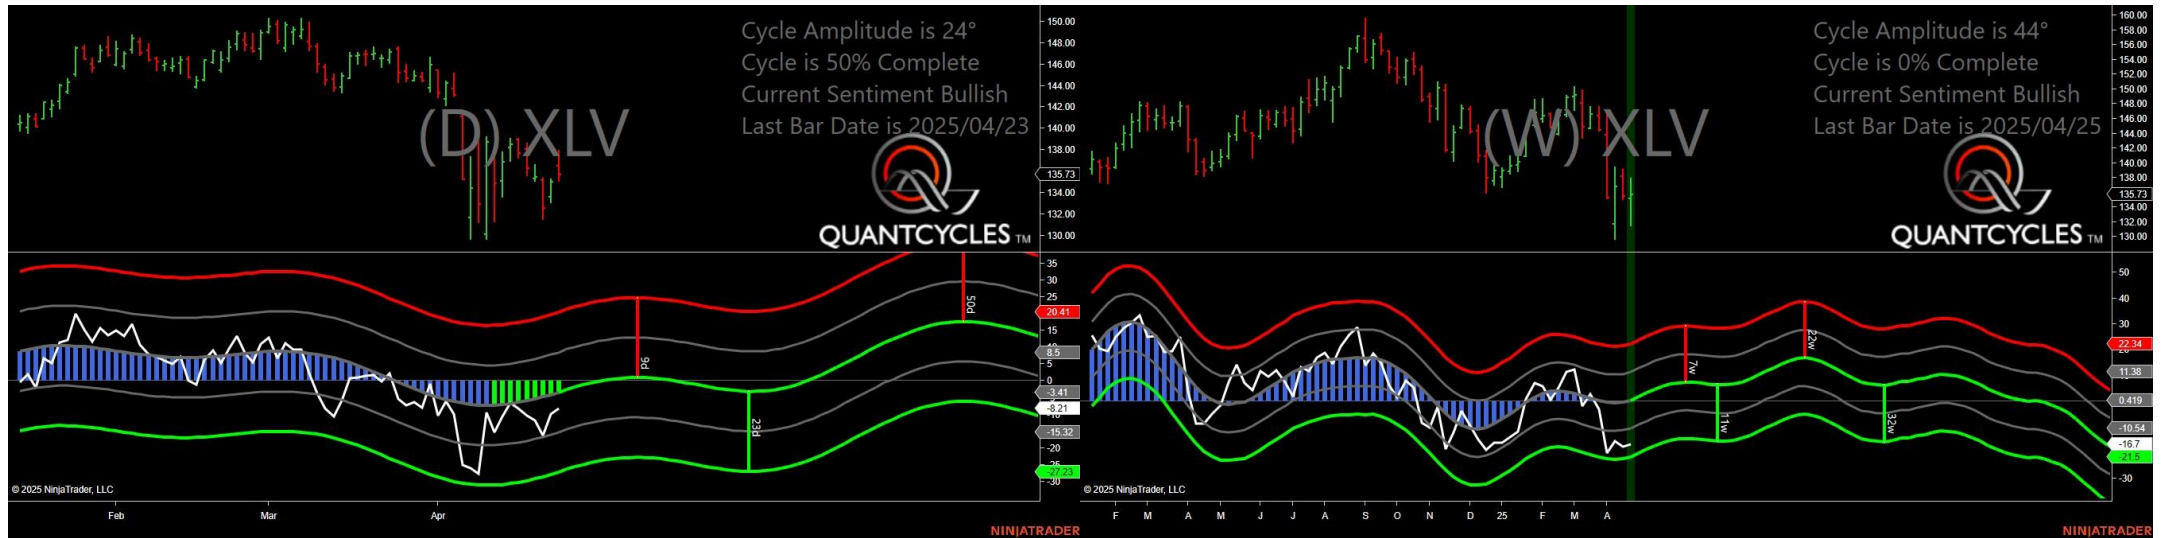 Cycle Amplitude is 24°
Cycle is 50% Complete
Current Sentiment Bullish
Last Bar Date is 2025/04/23
(D) XLV
QUANTCYCLES TM
150.00
148.00
146.00
144.00
142.00
140.00
138.00
135.73
134.00
132.00
130.00
35
30
25
20.41
15
10
8.5
5
0
-3.41
-8.21
-10
-15.32
-20
-25
-27.23
-30
9d
23d
50d
© 2025 NinjaTrader, LLC
Feb
Mar
Apr
NINJATRADER
Cycle Amplitude is 44°
Cycle is 0% Complete
Current Sentiment Bullish
Last Bar Date is 2025/04/25
(W) XLV
QUANTCYCLES TM
160.00
158.00
156.00
154.00
152.00
150.00
148.00
146.00
144.00
142.00
140.00
138.00
135.73
134.00
132.00
130.00
50
40
30
22.34
20
11.38
0.419
-10.54
-16.7
-21.5
-30
7w
11w
22w
32w
© 2025 NinjaTrader, LLC
F
M
A
M
J
J
A
S
O
N
D
25
F
M
A
NINJATRADER